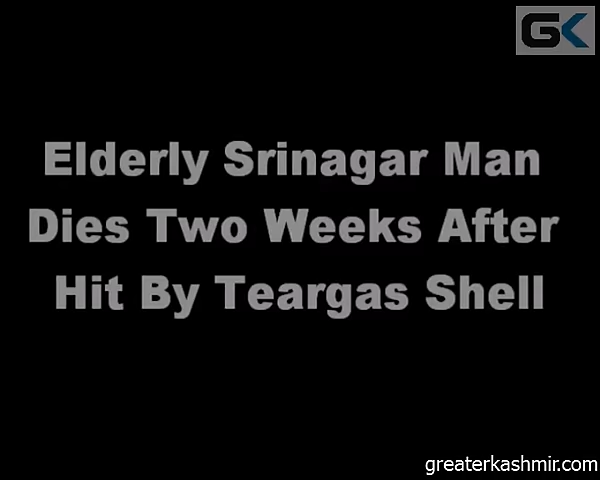 GK
Elderly Srinagar Man
Dies Two Weeks After
Hit By Teargas Shell
greaterkashmir.com